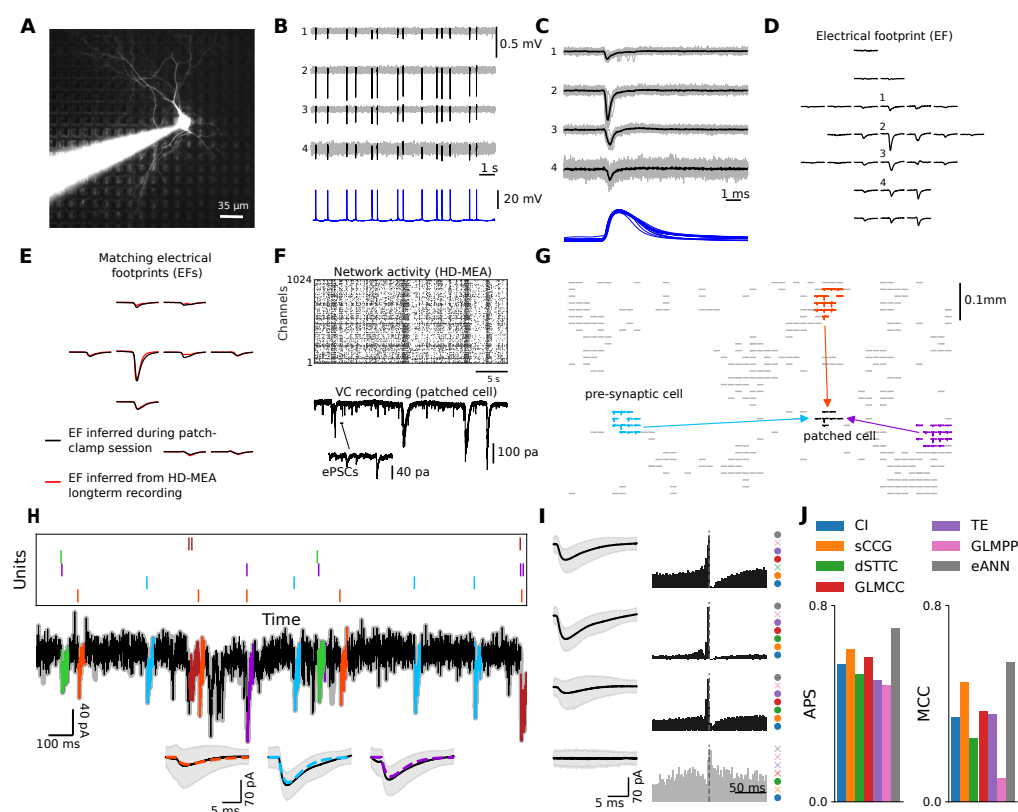 A
35 µm
B
1
2
3
4
0.5 mV
1 s
20 mV
C
1
2
3
4
1 ms
D
Electrical footprint (EF)
1
2
3
4
E
Matching electrical
footprints (EFs)
EF inferred during patch-
clamp session
EF inferred from HD-MEA
longterm recording
F
Network activity (HD-MEA)
1024
Channels
1
5 s
VC recording (patched cell)
100 pa
ePSCs
40 pa
G
0.1mm
pre-synaptic cell
patched cell
H
Units
Time
40 pA
100 ms
70 pA
5 ms
I
70 pA
5 ms
50 ms
J
CI
sCCG
dSTTC
GLMCC
TE
GLMPP
eANN
0.8
APS
0.0
0.8
MCC
0.0